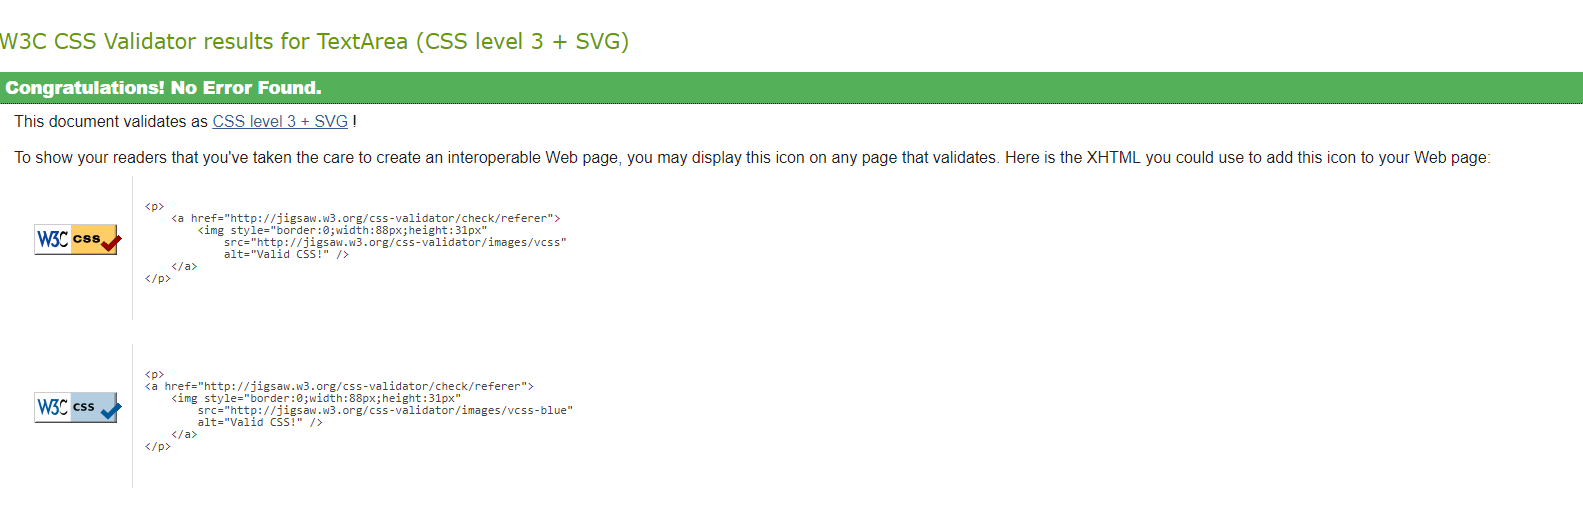 W3C CSS Validator results for TextArea (CSS level 3 + SVG)
Congratulations! No Error Found.
This document validates as CSS level 3 + SVG !
To show your readers that you've taken the care to create an interoperable Web page, you may display this icon on any page that validates. Here is the XHTML you could use to add this icon to your Web page:
W3C css
<p>
    <a href="http://jigsaw.w3.org/css-validator/check/referer">
        <img style="border:0;width:88px;height:31px"
            src="http://jigsaw.w3.org/css-validator/images/vcss"
            alt="Valid CSS!" />
    </a>
</p>
W3C css
<p>
<a href="http://jigsaw.w3.org/css-validator/check/referer">
    <img style="border:0;width:88px;height:31px"
        src="http://jigsaw.w3.org/css-validator/images/vcss-blue"
        alt="Valid CSS!" />
    </a>
</p>